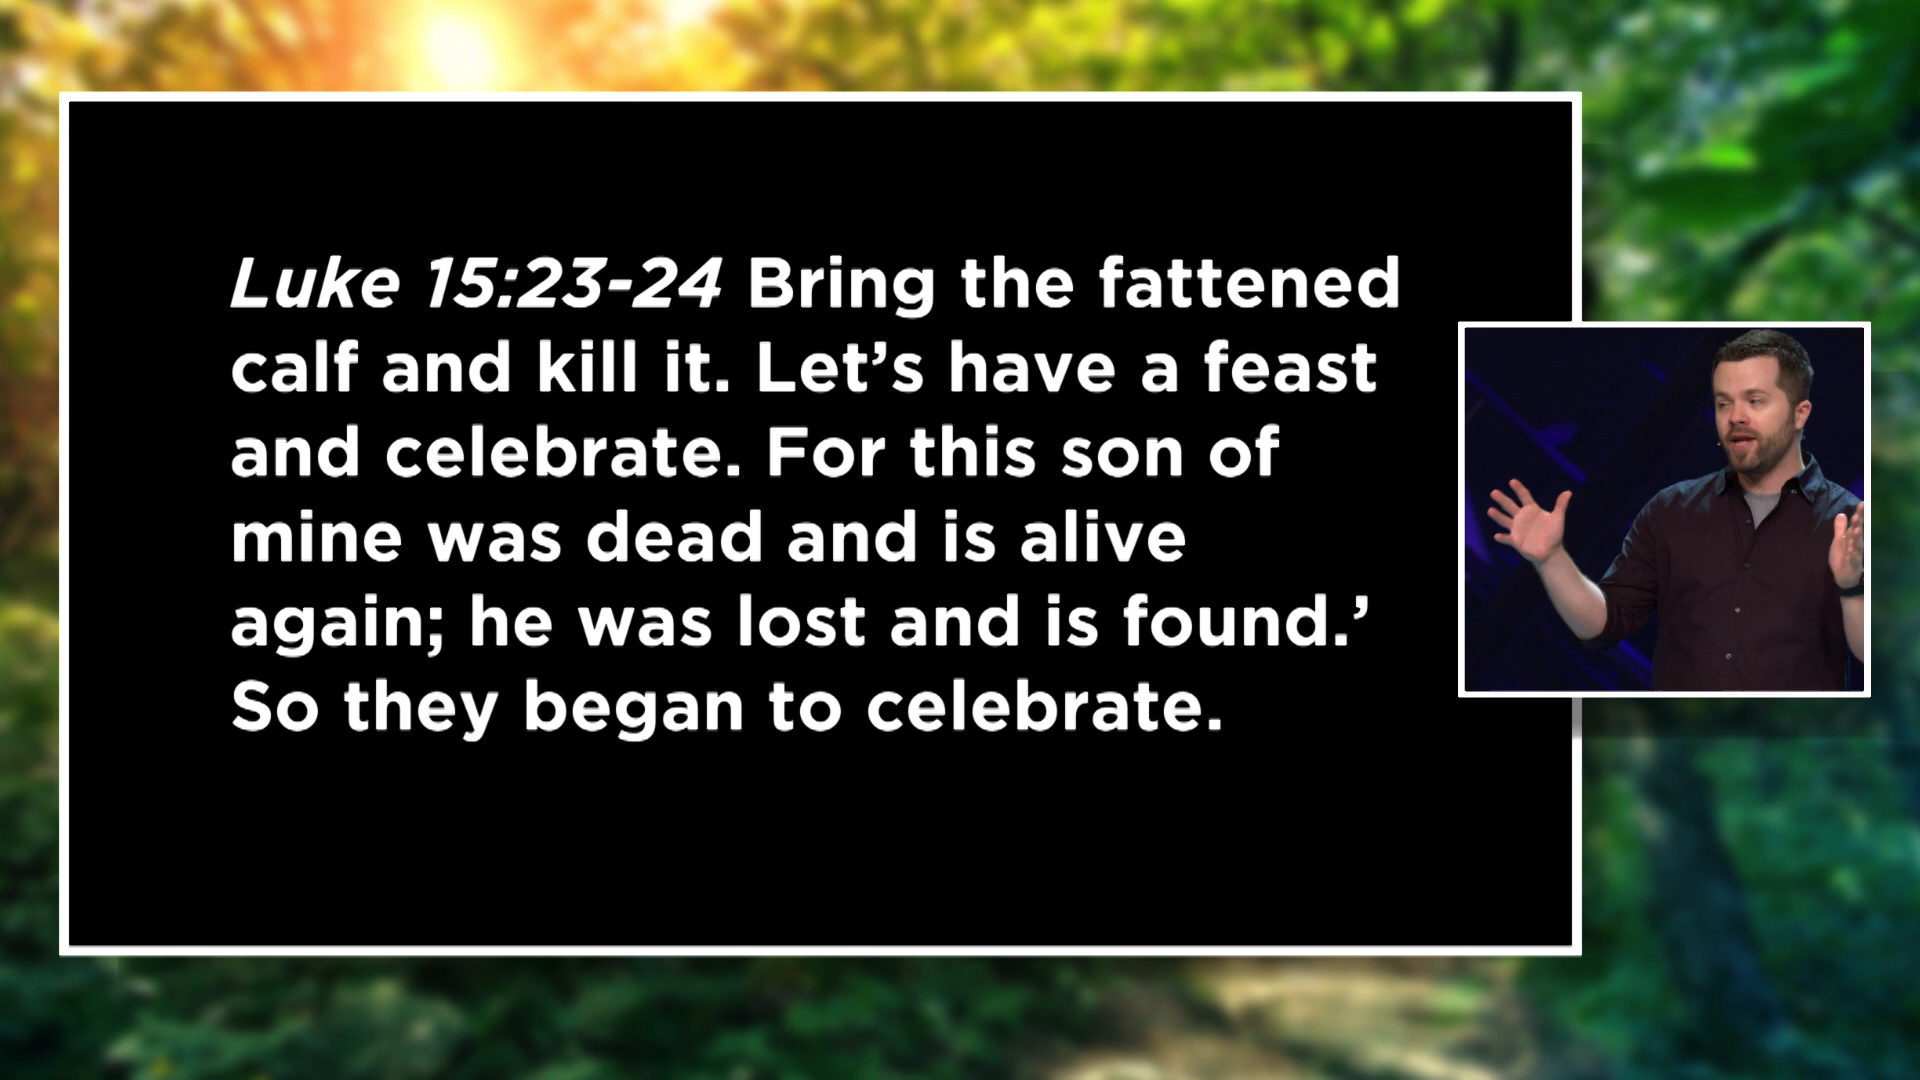 Luke 15:23-24 Bring the fattened
calf and kill it. Let’s have a feast
and celebrate. For this son of
mine was dead and is alive
again; he was lost and is found.’
So they began to celebrate.